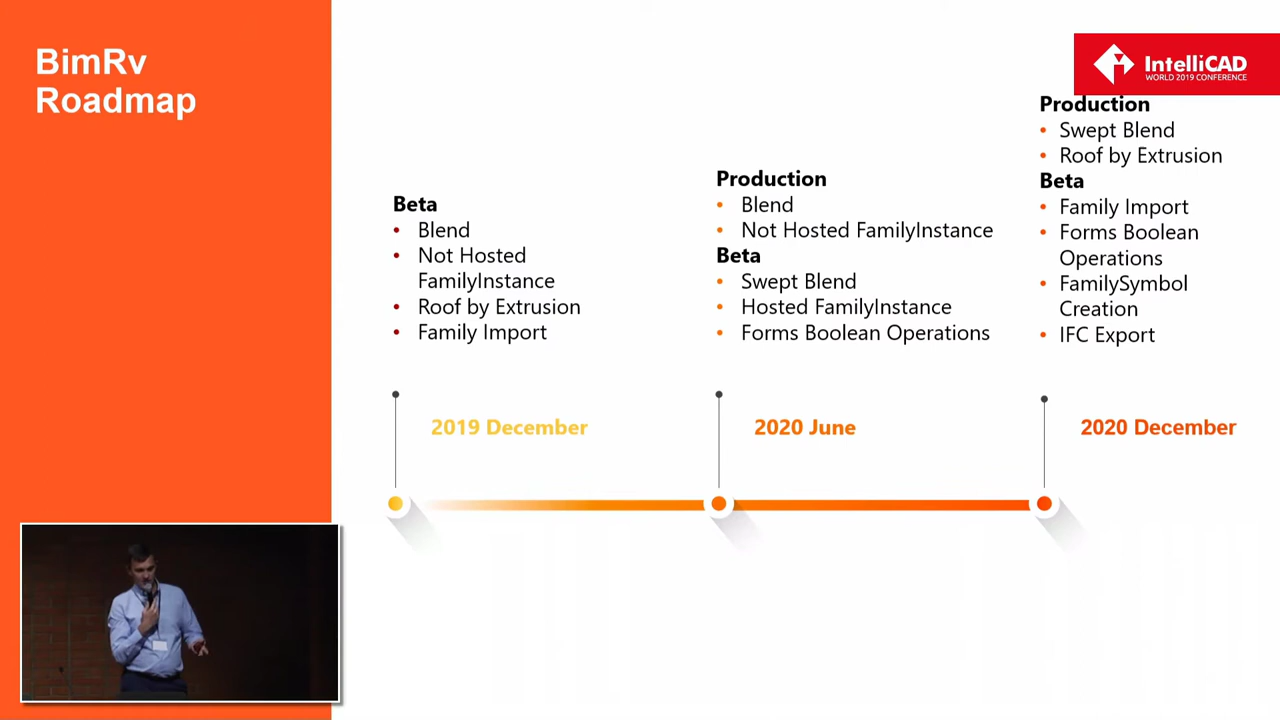 BimRv
Roadmap
IntelliCAD
WORLD 2019 CONFERENCE
Beta
• Blend
• Not Hosted
FamilyInstance
• Roof by Extrusion
• Family Import
2019 December
Production
• Blend
• Not Hosted FamilyInstance
Beta
• Swept Blend
• Hosted FamilyInstance
• Forms Boolean Operations
2020 June
Production
• Swept Blend
• Roof by Extrusion
Beta
• Family Import
• Forms Boolean
Operations
• FamilySymbol
Creation
• IFC Export
2020 December